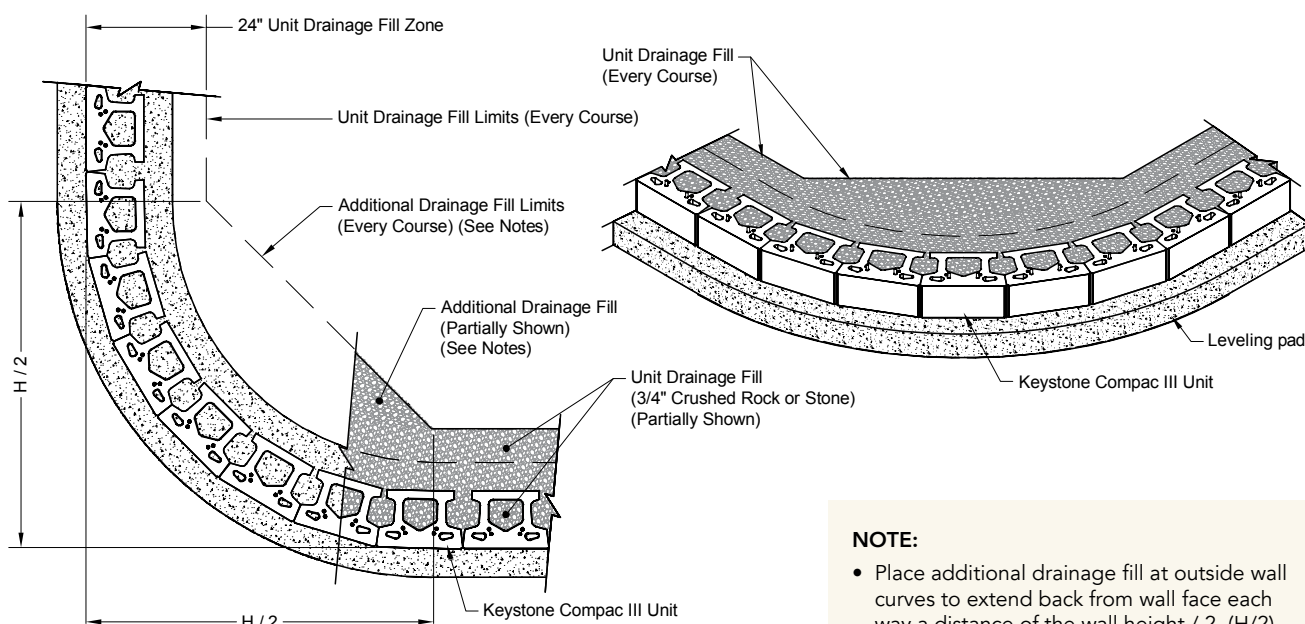 24" Unit Drainage Fill Zone
Unit Drainage Fill Limits (Every Course)
Additional Drainage Fill Limits
(Every Course) (See Notes)
Additional Drainage Fill
(Partially Shown)
(See Notes)
Unit Drainage Fill
(3/4" Crushed Rock or Stone)
(Partially Shown)
H / 2
H / 2
Keystone Compac III Unit
Unit Drainage Fill
(Every Course)
Leveling pad
Keystone Compac III Unit
NOTE:
• Place additional drainage fill at outside wall
curves to extend back from wall face each
way a distance of the wall height / 2, (H/2)